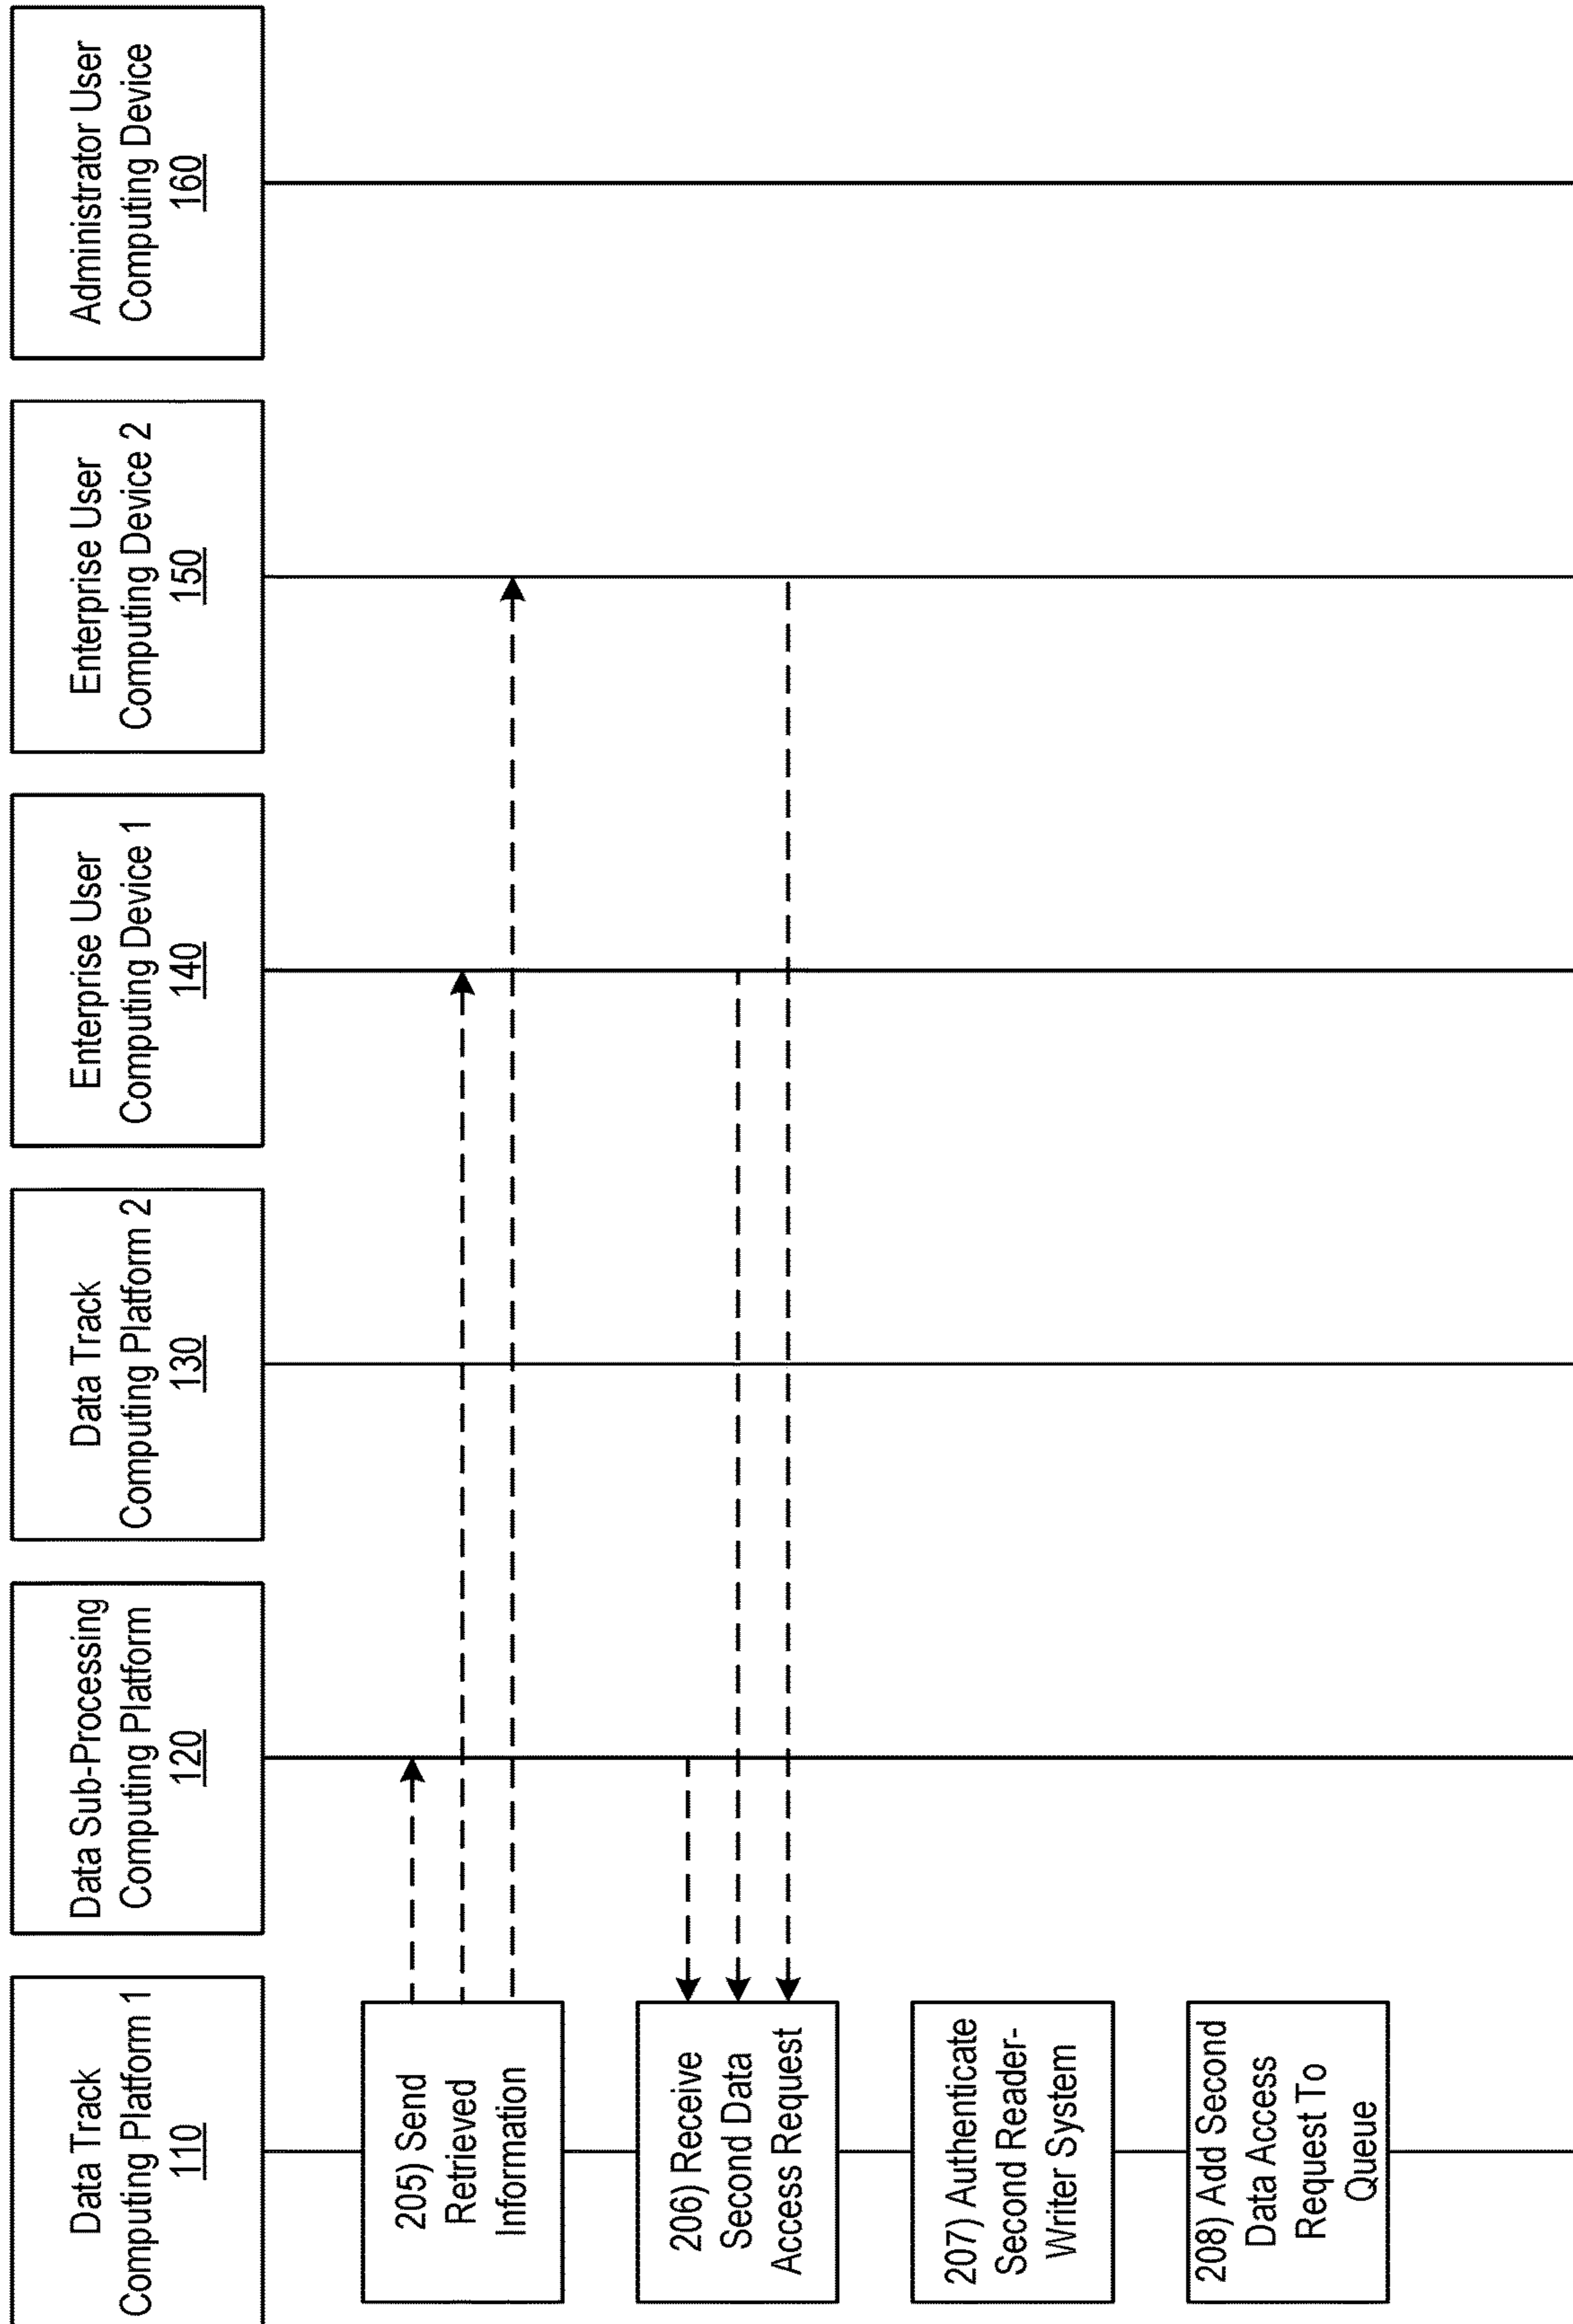 Data Track
Computing Platform 1
110
Data Sub-Processing
Computing Platform
120
Data Track
Computing Platform 2
130
Enterprise User
Computing Device 1
140
Enterprise User
Computing Device 2
150
Administrator User
Computing Device
160
205) Send
Retrieved
Information
206) Receive
Second Data
Access Request
207) Authenticate
Second Reader-
Writer System
208) Add Second
Data Access
Request To
Queue